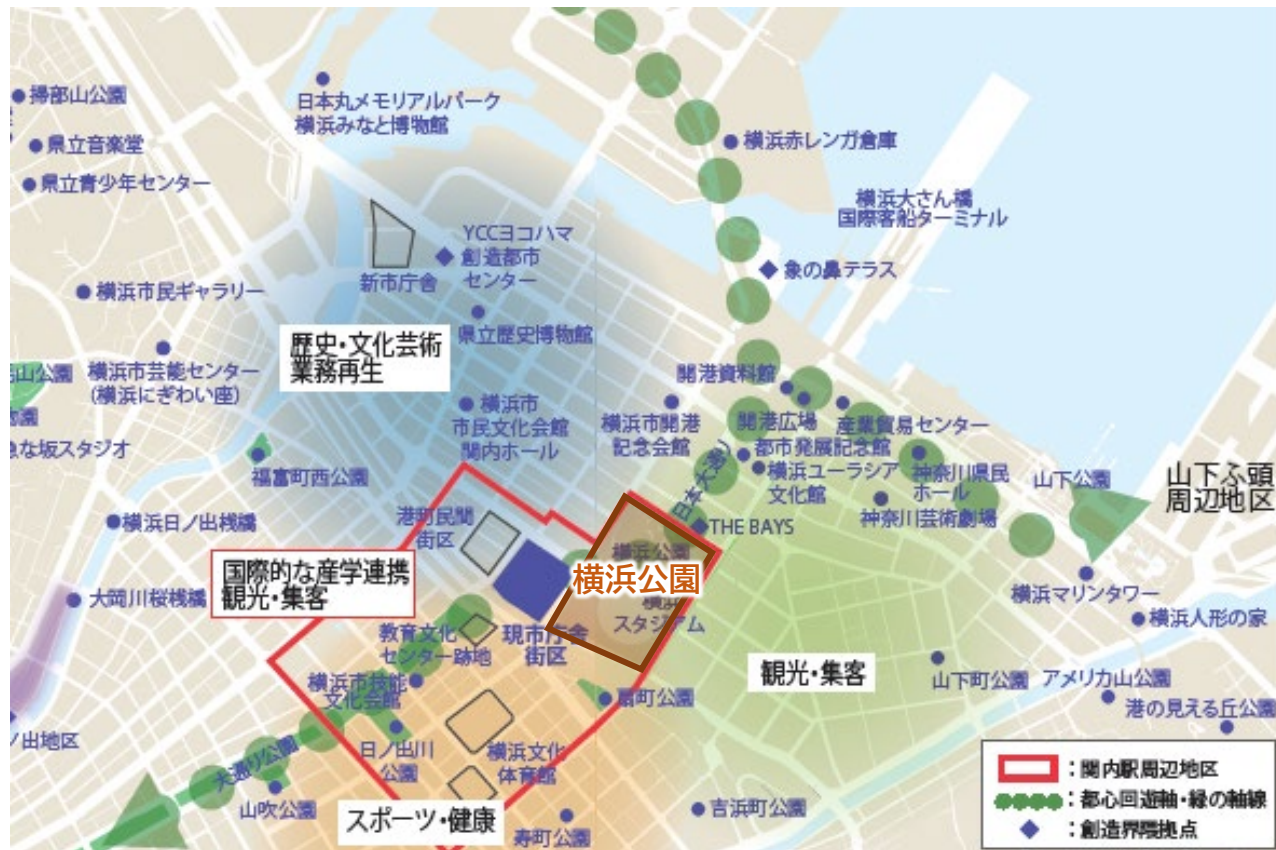 掃部山公園
県立音楽堂
県立青少年センター
日本丸メモリアルパーク
横浜みなと博物館
横浜赤レンガ倉庫
横浜大さん橋
国際客船ターミナル
YCCヨコハマ
創造都市
センター
新市庁舎
象の鼻テラス
横浜市民ギャラリー
県立歴史博物館
歴史・文化芸術
業務再生
横浜市芸能センター
(横浜にぎわい座)
山公園
な坂スタジオ
福富町西公園
横浜市
市民文化会館
関内ホール
開港資料館
横浜市開港
記念会館
開港広場
産業貿易センター
都市発展記念館
横浜ユーラシア
文化館
神奈川県民
ホール
神奈川芸術劇場
山下公園
山下ふ頭
周辺地区
日本大通り
THE BAYS
横浜日ノ出桟橋
港町民間
街区
国際的な産学連携
観光・集客
横浜公園
横浜公園
横浜
スタジアム
大岡川桜桟橋
教育文化
センター跡地
現市庁舎
街区
横浜マリンタワー
横浜人形の家
横浜市技能
文化会館
扇町公園
観光・集客
山下町公園
アメリカ山公園
港の見える丘公園
ノ出地区
日ノ出川
公園
横浜文化
体育館
大通り公園
山吹公園
スポーツ・健康
寿町公園
吉浜町公園
:関内駅周辺地区
:都心回遊軸・緑の軸線
:創造界隈拠点